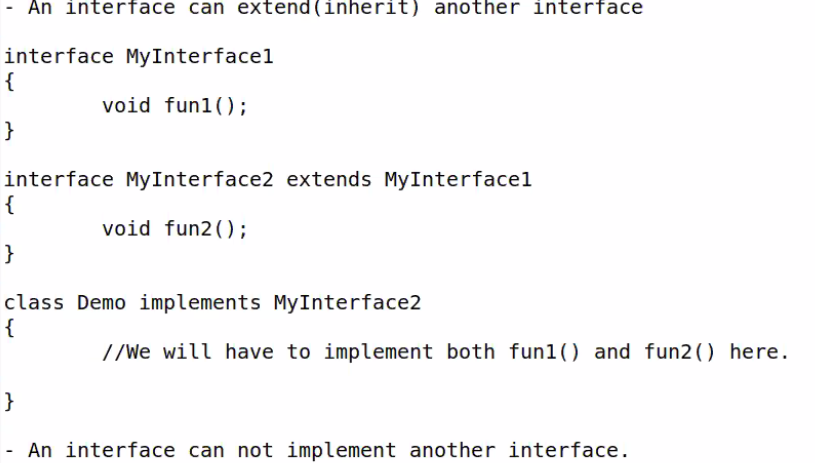 - An interface can extend(inherit) another interface
interface MyInterface1
{
void fun1();
}
interface MyInterface2 extends MyInterface1
{
void fun2();
}
class Demo implements MyInterface2
{
//We will have to implement both fun1() and fun2() here.
}
- An interface can not implement another interface.